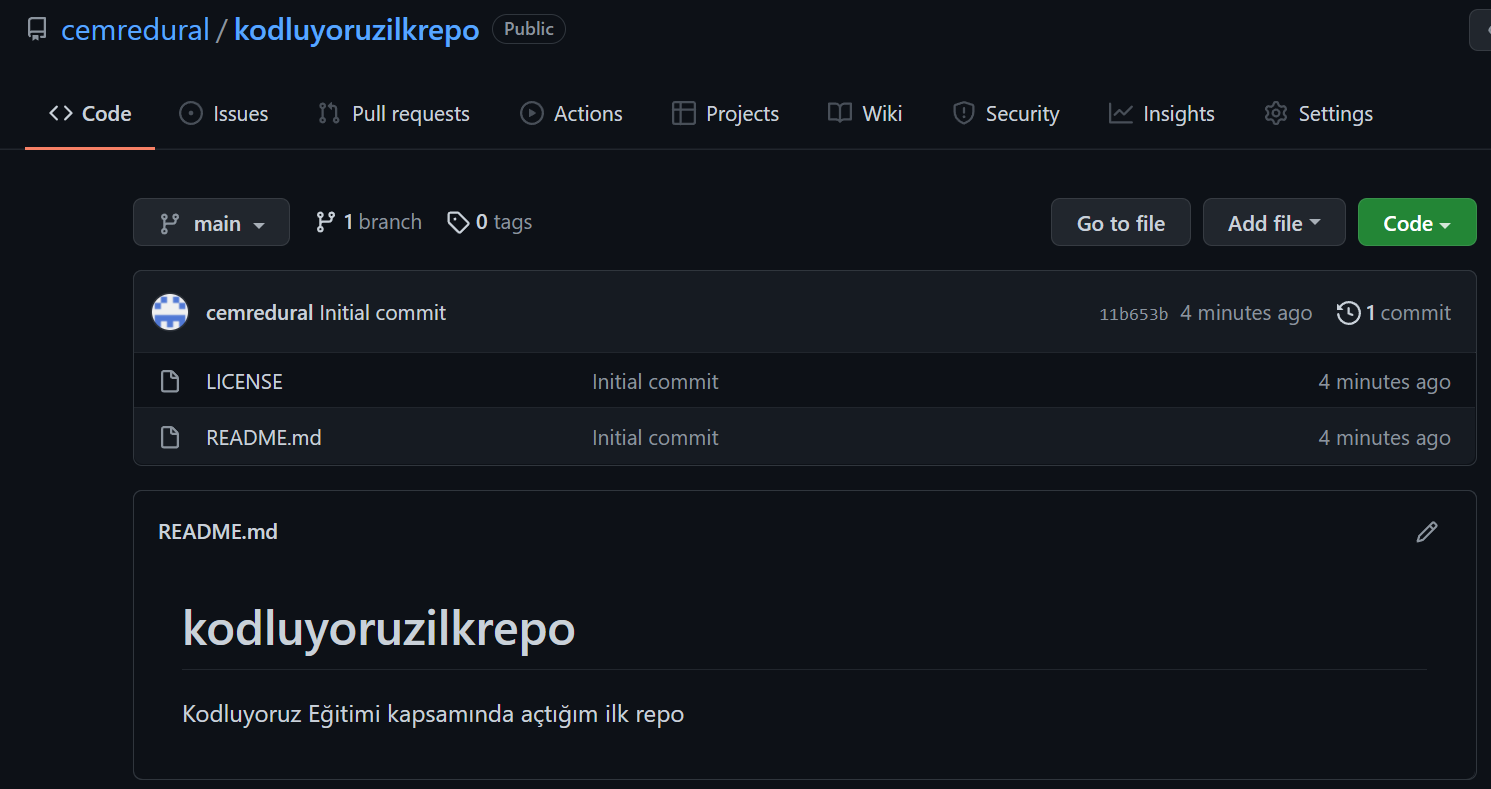 cemredural / kodluyoruzilkrepo Public
Code Issues Pull requests Actions Projects Wiki Security Insights Settings
main 1 branch 0 tags Go to file Add file Code
cemredural Initial commit 11b653b 4 minutes ago 1 commit
LICENSE Initial commit 4 minutes ago
README.md Initial commit 4 minutes ago
README.md
kodluyoruzilkrepo
Kodluyoruz Eğitimi kapsamında açtığım ilk repo